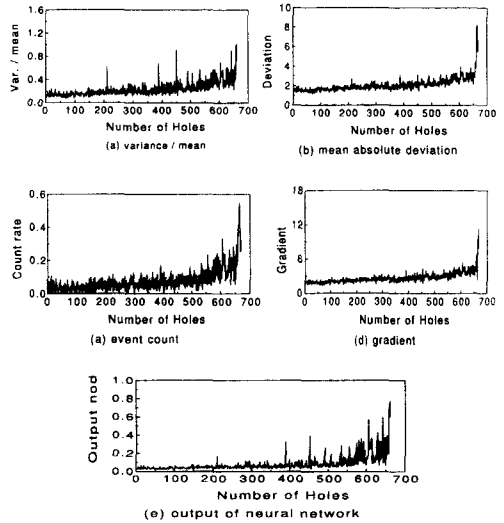 1.6
1.2
0.8
0.4
0.0
Var. / mean
0 100 200 300 400 500 600 700
Number of Holes
(a) variance / mean
10
8
6
4
2
0
Deviation
0 100 200 300 400 500 600 700
Number of Holes
(b) mean absolute deviation
0.6
0.4
0.2
0.0
Count rate
0 100 200 300 400 500 600 700
Number of Holes
(a) event count
18
12
6
0
Gradient
0 100 200 300 400 500 600 700
Number of Holes
(d) gradient
1.0
0.8
0.6
0.4
0.2
0.0
Output nod
0 100 200 300 400 500 600 700
Number of Holes
(e) output of neural network